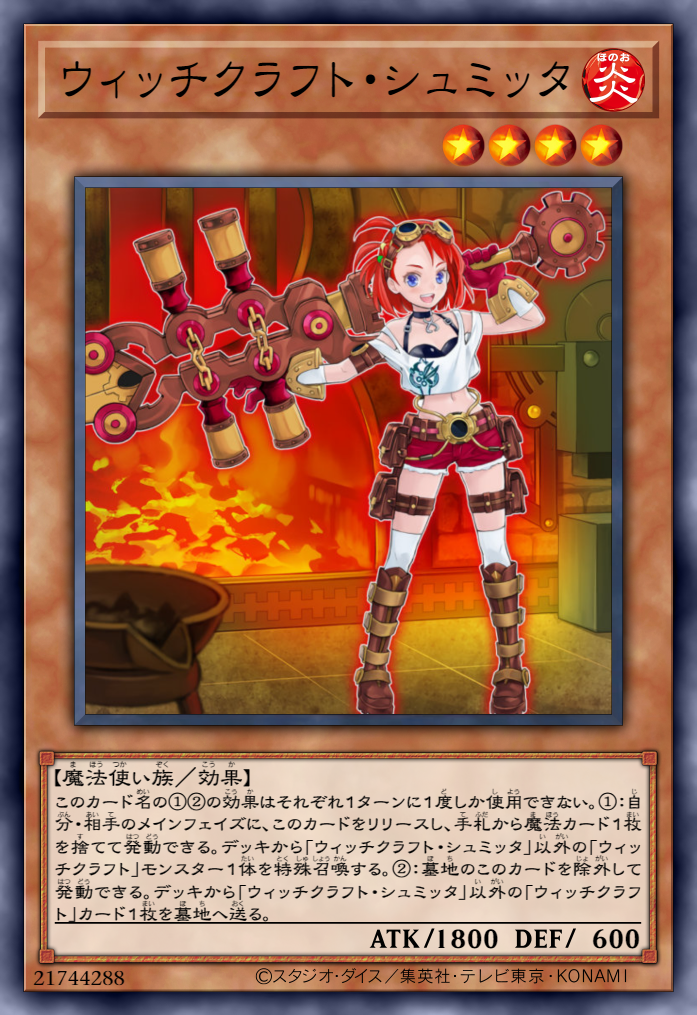 ウィッチクラフト・シュミッタ
ほのお
炎
【魔法使い族／効果】
このカード名の①②の効果はそれぞれ1ターンに1度しか使用できない。①：自
分・相手のメインフェイズに、このカードをリリースし、手札から魔法カード1枚
を捨てて発動できる。デッキから「ウィッチクラフト・シュミッタ」以外の「ウィッ
チクラフト」モンスター1体を特殊召喚する。②：墓地のこのカードを除外して
発動できる。デッキから「ウィッチクラフト・シュミッタ」以外の「ウィッチクラフ
ト」カード1枚を墓地へ送る。
ATK/1800 DEF/ 600
21744288
©スタジオ・ダイス／集英社・テレビ東京・KONAMI